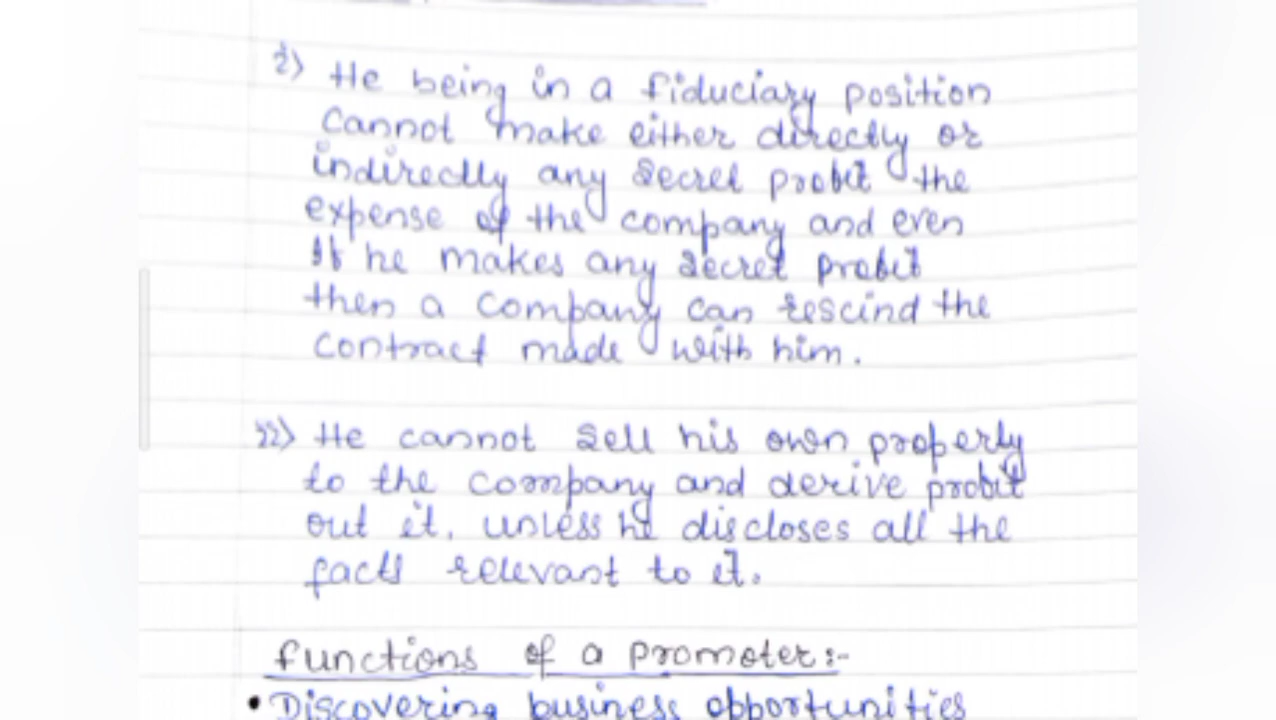 i) He being in a fiduciary position
cannot make either directly or
indirectly any secret profit the
expense of the company and even
If he makes any secret profit
then a company can rescind the
contract made with him.
ii) He cannot sell his own property
to the company and derive profit
out it. unless he discloses all the
facts relevant to it.
functions of a promoter:-
• Discovering business opportunities